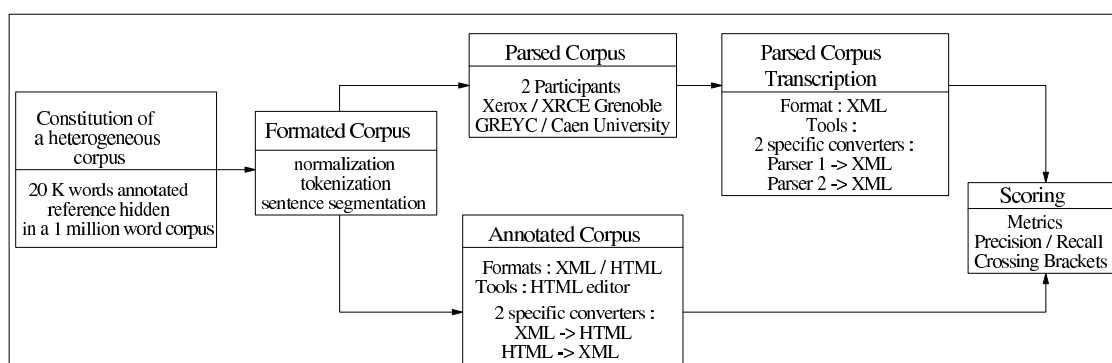 Constitution of
a heterogeneous
corpus
20 K words annotated
reference hidden
in a 1 million word corpus
Formated Corpus
normalization
tokenization
sentence segmentation
Parsed Corpus
2 Participants
Xerox / XRCE Grenoble
GREYC / Caen University
Parsed Corpus
Transcription
Format : XML
Tools :
2 specific converters :
Parser 1 -> XML
Parser 2 -> XML
Annotated Corpus
Formats : XML / HTML
Tools : HTML editor
2 specific converters :
XML -> HTML
HTML -> XML
Scoring
Metrics
Precision / Recall
Crossing Brackets